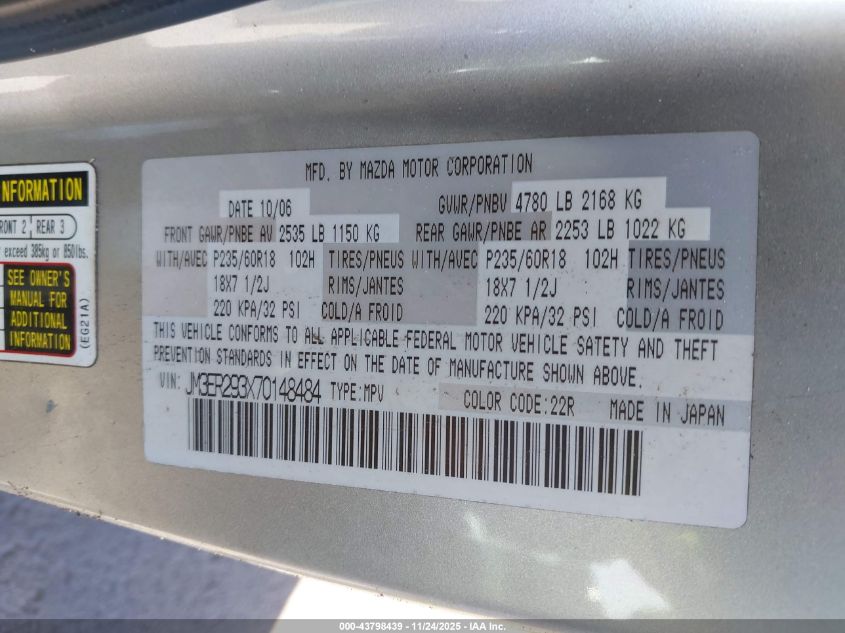 NFORMATION
RONT 2 REAR 3
exceed 385kg or 850lbs.
SEE OWNER'S
MANUAL FOR
ADDITIONAL
INFORMATION
(EG21A)
MFD. BY MAZDA MOTOR CORPORATION
DATE 10/06 GVWR/PNBV 4780 LB 2168 KG
FRONT GAWR/PNBE AV 2535 LB 1150 KG REAR GAWR/PNBE AR 2253 LB 1022 KG
WITH/AVEC P235/60R18 102H TIRES/PNEUS WITH/AVEC P235/60R18 102H TIRES/PNEUS
18X7 1/2J RIMS/JANTES 18X7 1/2J RIMS/JANTES
220 KPA/32 PSI COLD/A FROID 220 KPA/32 PSI COLD/A FROID
THIS VEHICLE CONFORMS TO ALL APPLICABLE FEDERAL MOTOR VEHICLE SAFETY AND THEFT
PREVENTION STANDARDS IN EFFECT ON THE DATE OF MANUFACTURE SHOWN ABOVE.
VIN: JM3ER293X70148484 TYPE:MPV COLOR CODE:22R MADE IN JAPAN
000-43798439 - 11/24/2025 - IAA Inc.